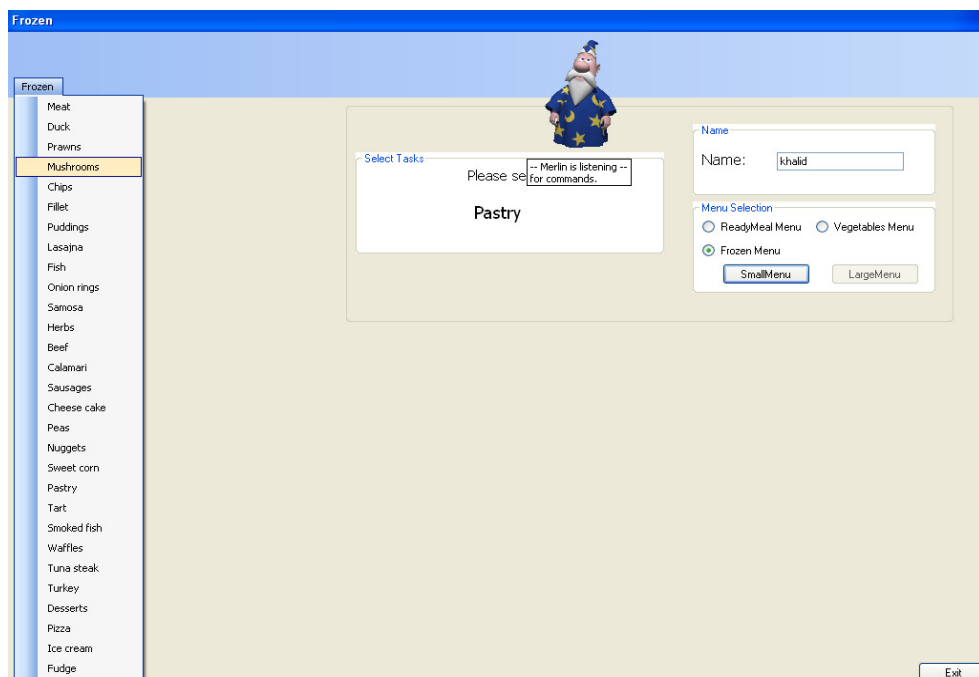 Frozen
Frozen
Meat
Duck
Prawns
Mushrooms
Chips
Fillet
Puddings
Lasajna
Fish
Onion rings
Samosa
Herbs
Beef
Calamari
Sausages
Cheese cake
Peas
Nuggets
Sweet corn
Pastry
Tart
Smoked fish
Waffles
Tuna steak
Turkey
Desserts
Pizza
Ice cream
Fudge
Select Tasks
Please se
-- Merlin is listening --
for commands.
Pastry
Name
Name: khalid
Menu Selection
ReadyMeal Menu Vegetables Menu
Frozen Menu
SmallMenu LargeMenu
Exit